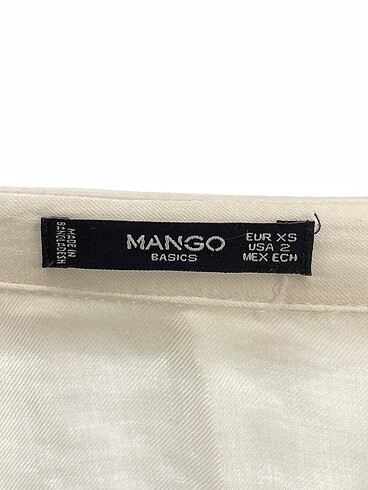 MADE IN
BANGLADESH
MANGO
BASICS
EUR XS
USA 2
MEX ECH